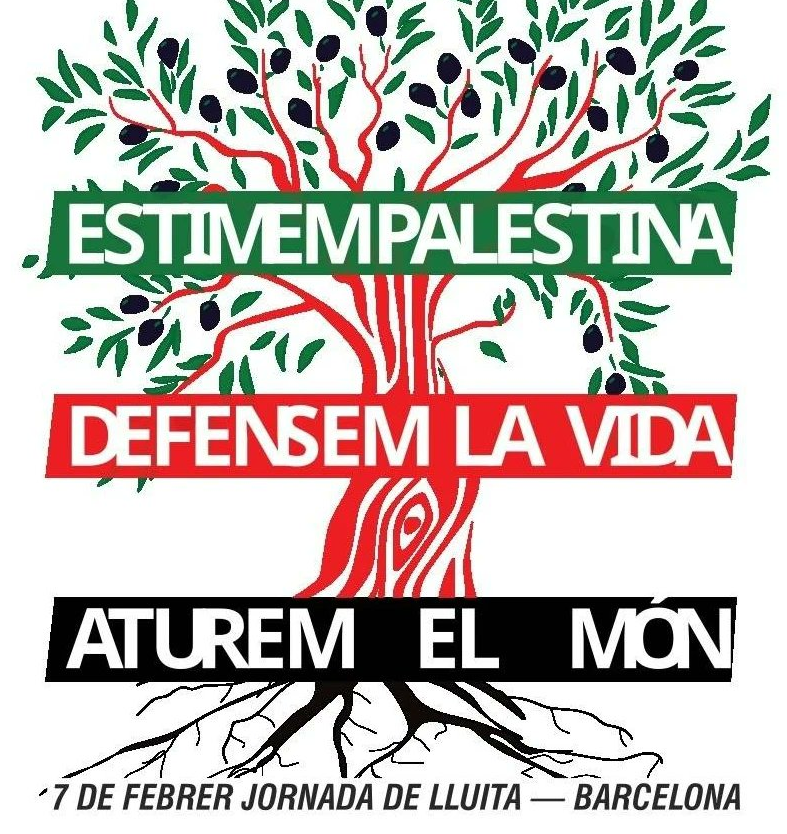 ESTIMEM PALESTINA
DEFENSEM LA VIDA
ATUREM EL MÓN
7 DE FEBRER JORNADA DE LLUITA — BARCELONA